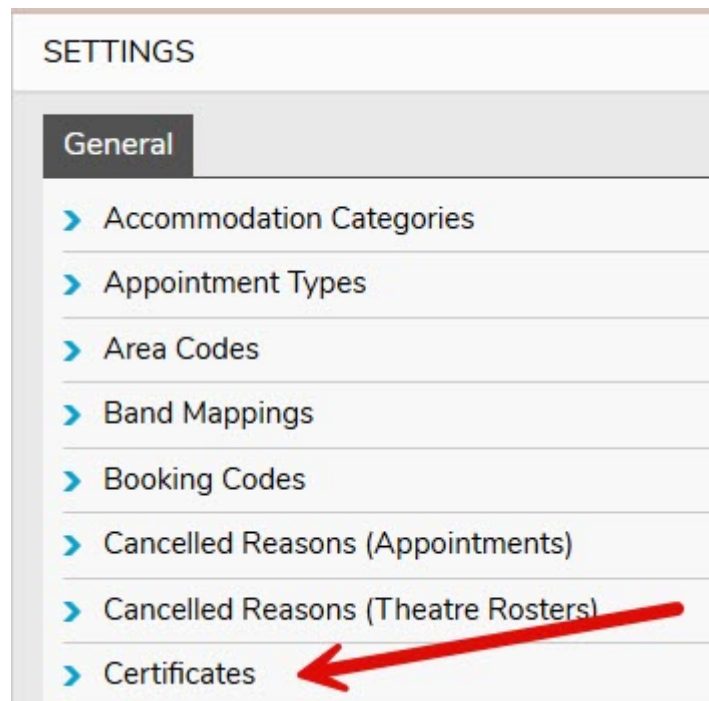 SETTINGS
General
Accommodation Categories
Appointment Types
Area Codes
Band Mappings
Booking Codes
Cancelled Reasons (Appointments)
Cancelled Reasons (Theatre Rosters)
Certificates